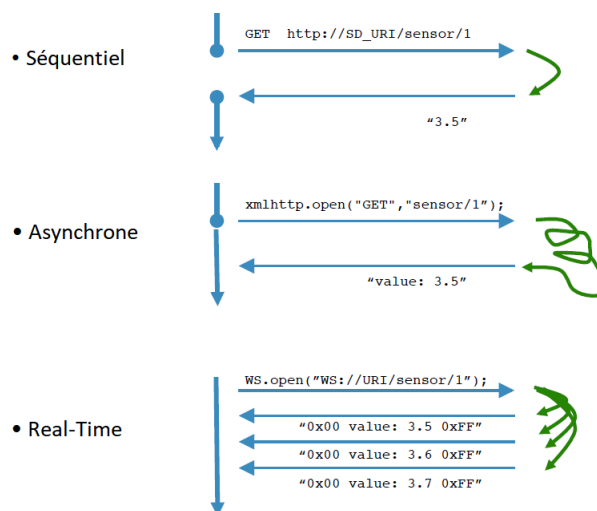 GET http://SD_URI/sensor/1
• Séquentiel
“3.5”
xmlhttp.open("GET","sensor/1”);
• Asynchrone
“value: 3.5”
WS.open(”WS://URI/sensor/1”);
“0x00 value: 3.5 0xFF”
• Real-Time
“0x00 value: 3.6 0xFF”
“0x00 value: 3.7 0xFF”